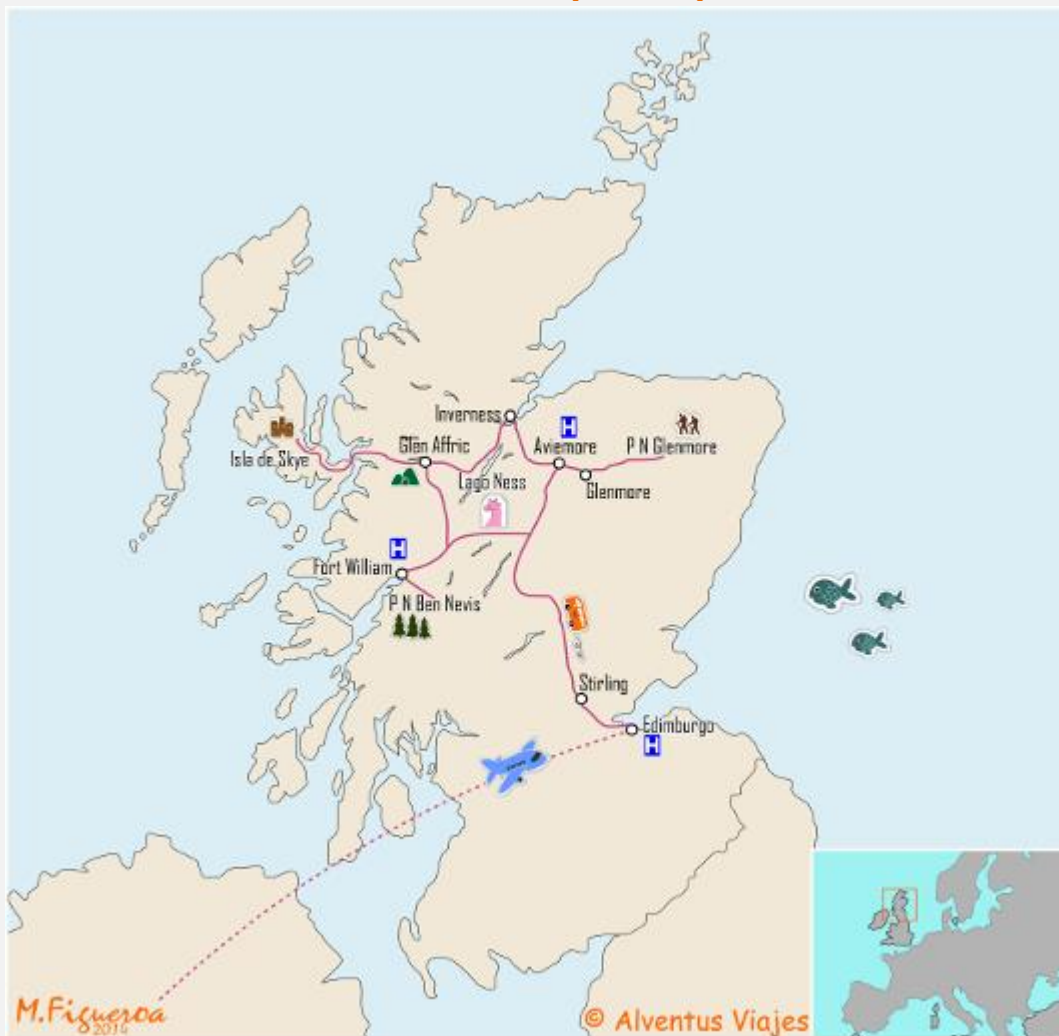 Inverness
Aviemore
P N Glenmore
Glen Affric
Isla de Skye
Lago Ness
Glenmore
Fort William
P N Ben Nevis
Stirling
Edimburgo
H
H
H
M.Figueroa
2014
© Alventus Viajes